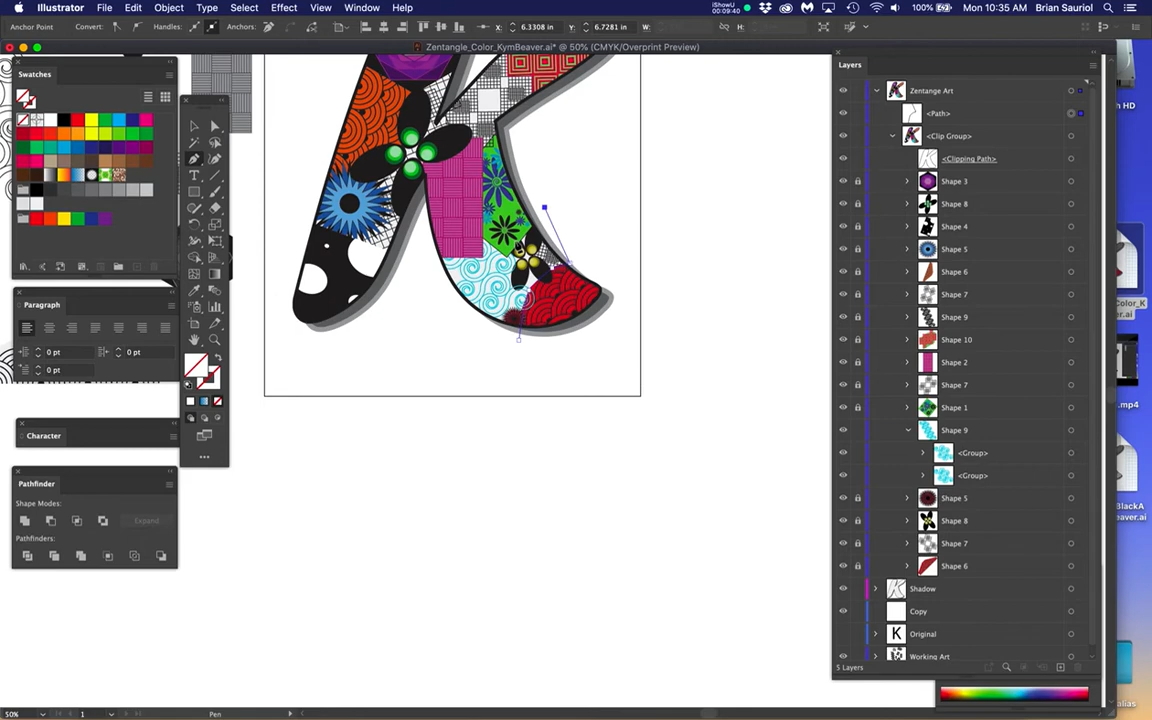 Illustrator File Edit Object Type Select Effect View Window Help
iShowU
00:09:40
100% Mon 10:35 AM Brian Sauriol
Anchor Point Convert: Handles: Anchors: X: 6.3308 in Y: 6.7281 in W: H:
Zentangle_Color_KymBeaver.ai* @ 50% (CMYK/Overprint Preview)
Swatches
Layers
Zentange Art
<Path>
<Clip Group>
<Clipping Path>
Shape 3
Shape 8
Shape 4
Shape 5
Shape 6
Shape 7
Shape 9
Shape 10
Shape 2
Shape 7
Shape 1
Shape 9
<Group>
<Group>
Shape 5
Shape 8
Shape 7
Shape 6
Shadow
Copy
Original
Working Art
5 Layers
Paragraph
0 pt 0 pt
0 pt
Character
Pathfinder
Shape Modes:
Expand
Pathfinders:
50% 1 Pen
HD
Color_K
.ai
.mp4
BlackA
eaver.ai
alias